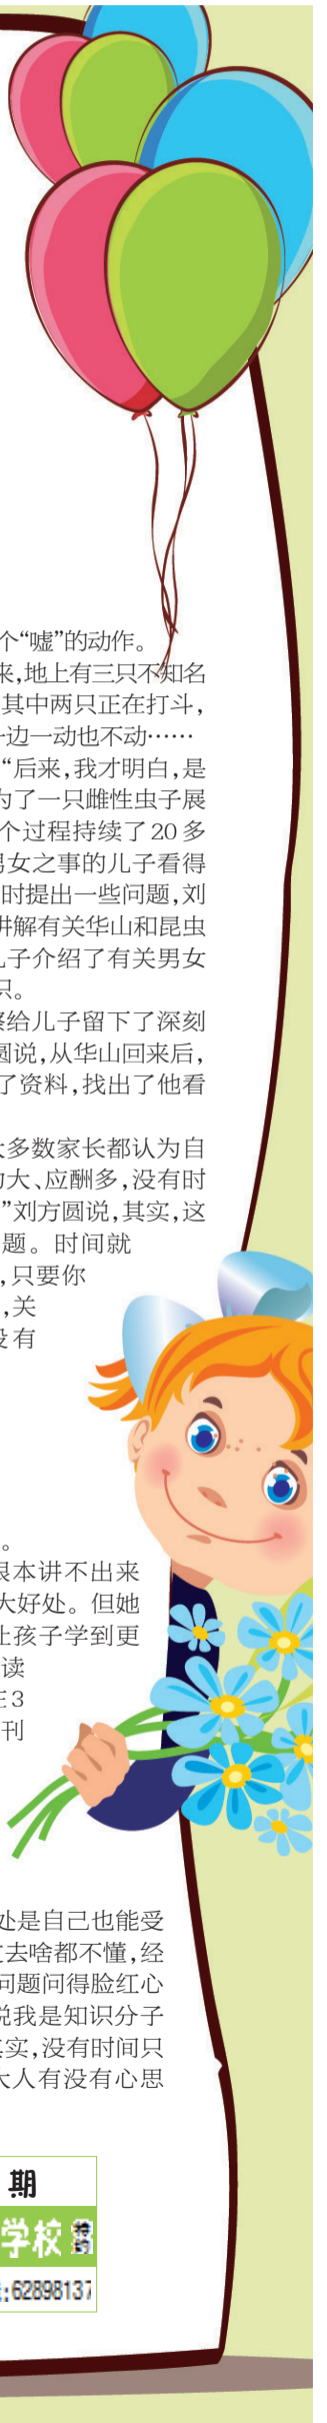 个“嘘”的动作。
来,地上有三只不知名
其中两只正在打斗,
一边一动也不动……
“后来,我才明白,是
为了一只雌性虫子展
个过程持续了20多
男女之事的儿子看得
时提出一些问题,刘
讲解有关华山和昆虫
儿子介绍了有关男女
识。
察给儿子留下了深刻
圆说,从华山回来后,
了资料,找出了他看
大多数家长都认为自
力大、应酬多,没有时
”刘方圆说,其实,这
题。时间就
,只要你
,关
没有
。
根本讲不出来
大好处。但她
让孩子学到更
读
在3
刊
处是自己也能受
过去啥都不懂,经
问题问得脸红心
说我是知识分子
其实,没有时间只
大人有没有心思
期
学校 特约
:62898137